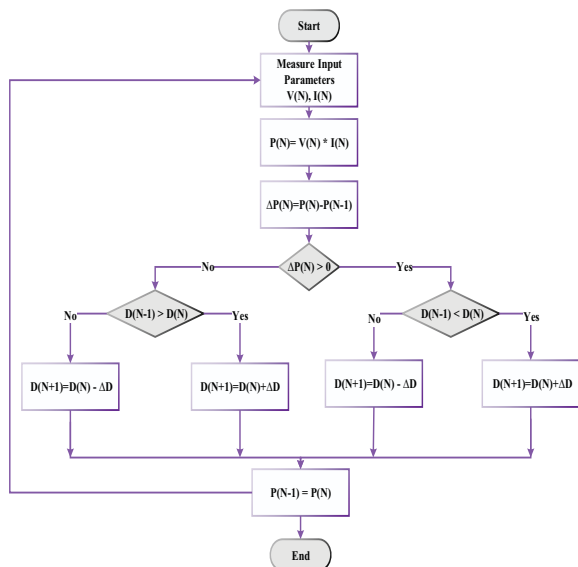 Start
Measure Input
Parameters
V(N), I(N)
P(N)= V(N) * I(N)
ΔP(N)=P(N)-P(N-1)
No
ΔP(N) > 0
Yes
D(N-1) > D(N)
D(N-1) < D(N)
No
Yes
No
Yes
D(N+1)=D(N) - ΔD
D(N+1)=D(N)+ΔD
D(N+1)=D(N) - ΔD
D(N+1)=D(N)+ΔD
P(N-1) = P(N)
End